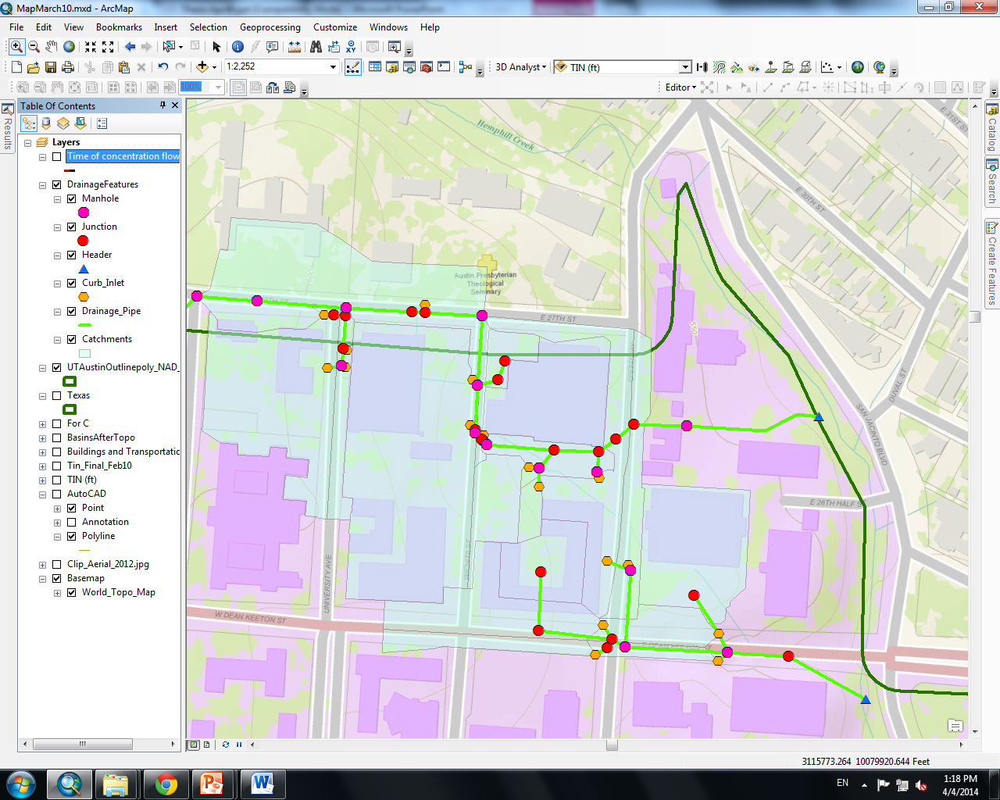 MapMarch10.mxd - ArcMap
File Edit View Bookmarks Insert Selection Geoprocessing Customize Windows Help
1:2,252
3D Analyst
TIN (ft)
100%
Editor
Table Of Contents
Results
Layers
Time of concentration flow
DrainageFeatures
Manhole
Junction
Header
Curb_Inlet
Drainage_Pipe
Catchments
UTAustinOutlinepoly_NAD_
Texas
For C
BasinsAfterTopo
Buildings and Transportatic
Tin_Final_Feb10
TIN (ft)
AutoCAD
Point
Annotation
Polyline
Clip_Aerial_2012.jpg
Basemap
World_Topo_Map
Hemphill Creek
E 31ST ST
E 30TH ST
Austin Presbyterian
Theological
Seminary
E 27TH ST
550
DUVAL ST
SAN JACINTO BLVD
E 26TH HALF S
WICHITA ST
UNIVERSITY AVE
W DEAN KEETON ST
Catalog
Search
Create Features
3115773.264 10079920.644 Feet
EN
1:18 PM
4/4/2014